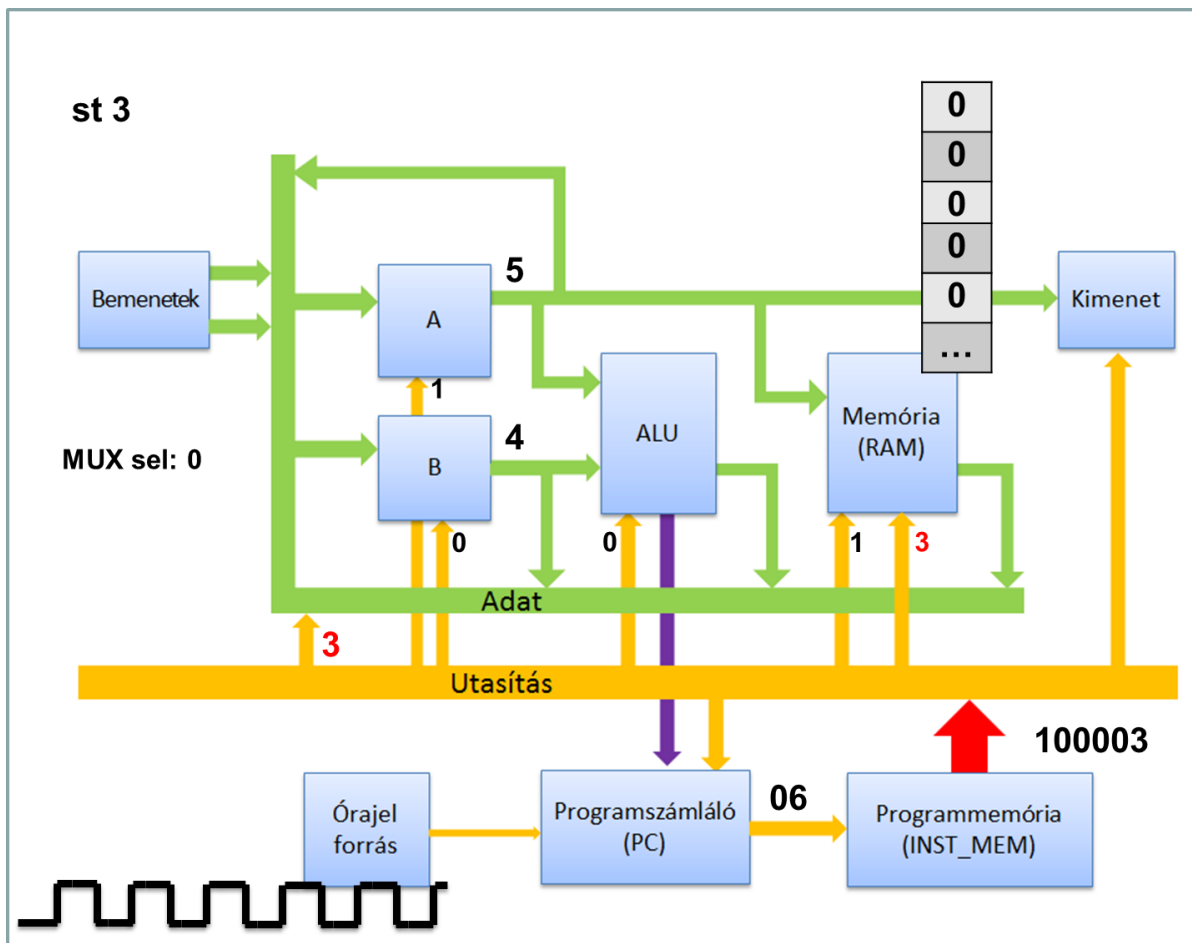 st 3
0
0
0
0
0
...
Bemenetek
A
5
Kimenet
1
MUX sel: 0
B
4
ALU
Memória
(RAM)
0
0
1
3
Adat
3
Utasítás
100003
Órajel
forrás
Programszámláló
(PC)
06
Programmemória
(INST_MEM)